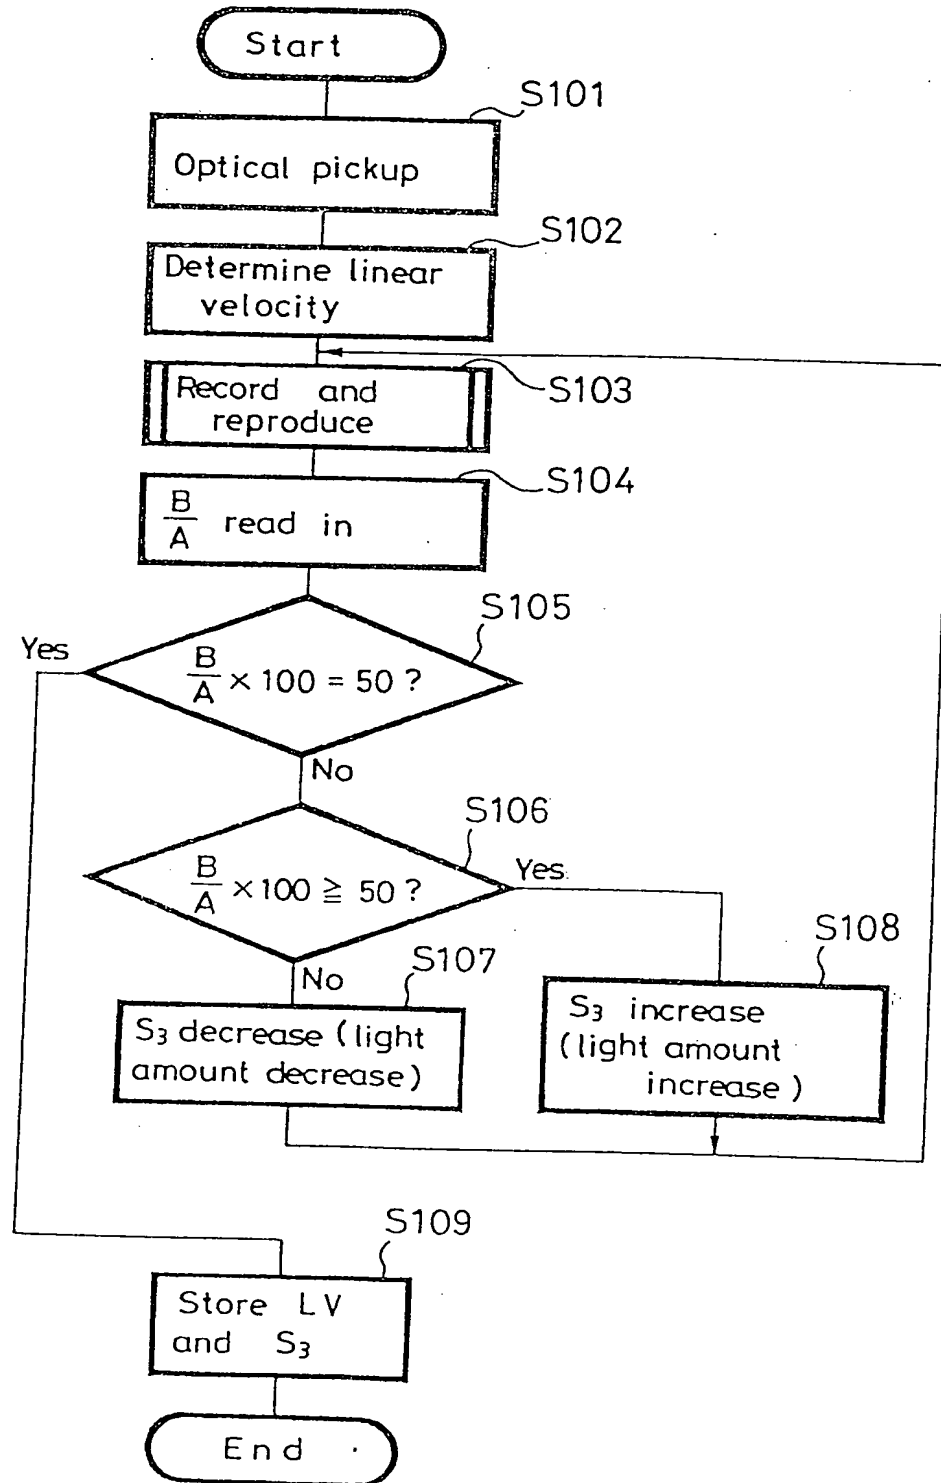 Start
S101
Optical pickup
S102
Determine linear
velocity
S103
Record and
reproduce
S104
B/A read in
S105
Yes
B/A × 100 = 50 ?
No
S106
B/A × 100 ≧ 50 ?
Yes
No
S107
S₃ decrease (light
amount decrease)
S108
S₃ increase
(light amount
increase)
S109
Store LV
and S₃
End